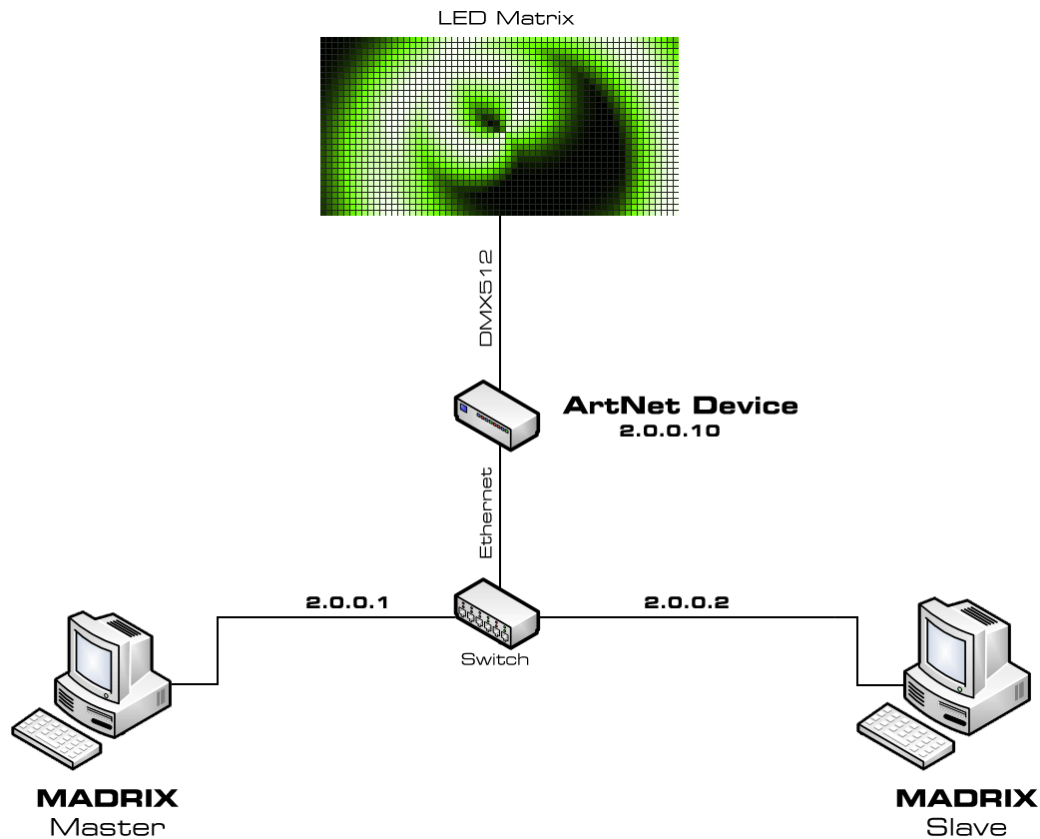 LED Matrix
DMX512
ArtNet Device
2.0.0.10
Ethernet
2.0.0.1
2.0.0.2
Switch
MADRIX
Master
MADRIX
Slave